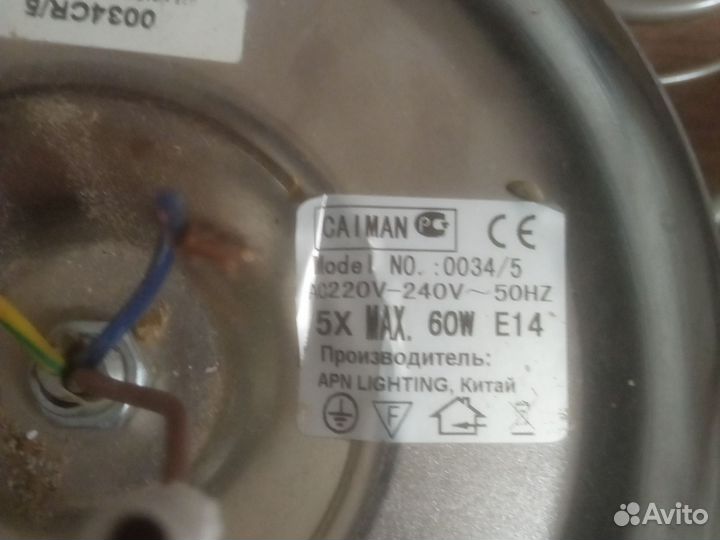 0034CR/5
CAIMAN PG CE
Model NO.:0034/5
AC220V-240V~50HZ
5X MAX. 60W E14
Производитель:
APN LIGHTING, Китай
F
Avito